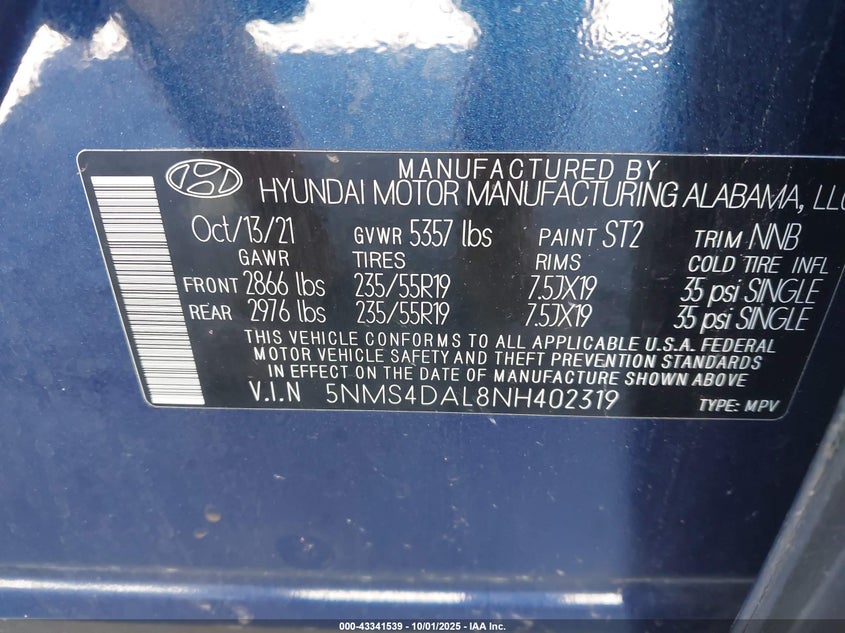 MANUFACTURED BY
HYUNDAI MOTOR MANUFACTURING ALABAMA, LLC
Oct/13/21 GVWR 5357 lbs PAINT ST2 TRIM NNB
GAWR TIRES RIMS COLD TIRE INFL
FRONT 2866 lbs 235/55R19 7.5JX19 35 psi SINGLE
REAR 2976 lbs 235/55R19 7.5JX19 35 psi SINGLE
THIS VEHICLE CONFORMS TO ALL APPLICABLE U.S.A. FEDERAL
MOTOR VEHICLE SAFETY AND THEFT PREVENTION STANDARDS
IN EFFECT ON THE DATE OF MANUFACTURE SHOWN ABOVE
V.I.N 5NMS4DAL8NH402319 TYPE: MPV
000-43341539 - 10/01/2025 - IAA Inc.